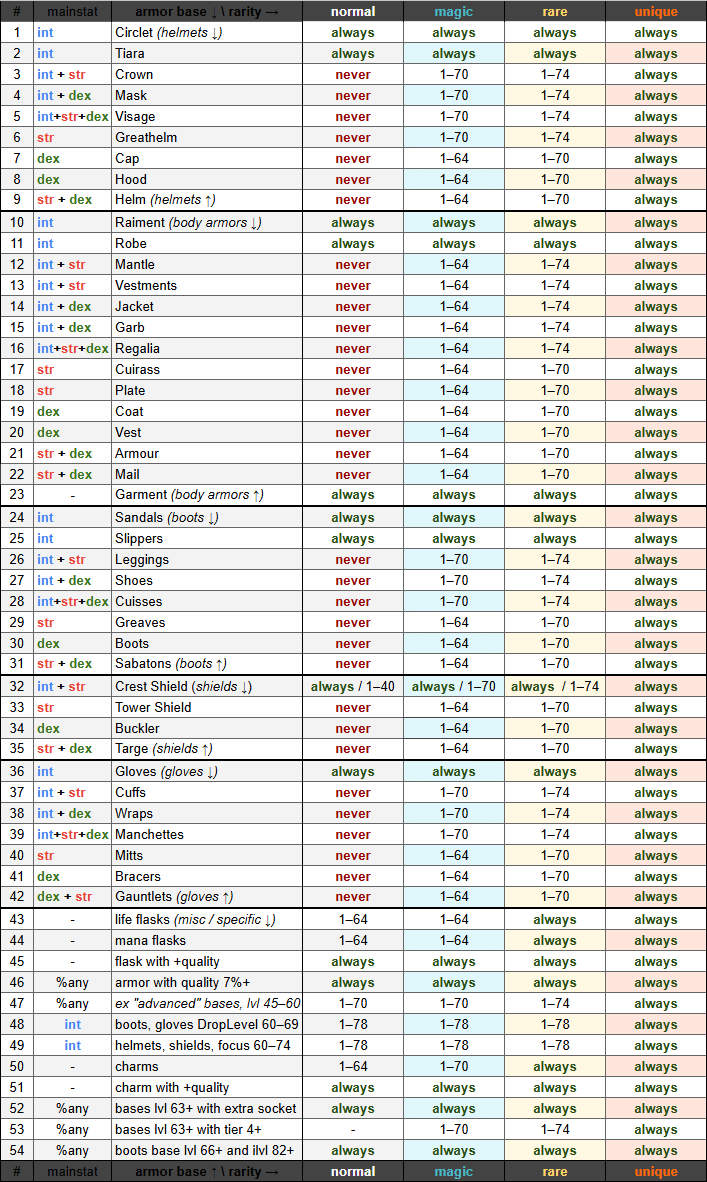 # mainstat armor base ↓ \ rarity → normal magic rare unique
1 int Circlet (helmets ↓) always always always always
2 int Tiara always always always always
3 int + str Crown never 1–70 1–74 always
4 int + dex Mask never 1–70 1–74 always
5 int+str+dex Visage never 1–70 1–74 always
6 str Greathelm never 1–70 1–74 always
7 dex Cap never 1–64 1–70 always
8 dex Hood never 1–64 1–70 always
9 str + dex Helm (helmets ↑) never 1–64 1–70 always
10 int Raiment (body armors ↓) always always always always
11 int Robe always always always always
12 int + str Mantle never 1–64 1–74 always
13 int + str Vestments never 1–64 1–74 always
14 int + dex Jacket never 1–64 1–74 always
15 int + dex Garb never 1–64 1–74 always
16 int+str+dex Regalia never 1–64 1–74 always
17 str Cuirass never 1–64 1–70 always
18 str Plate never 1–64 1–70 always
19 dex Coat never 1–64 1–70 always
20 dex Vest never 1–64 1–70 always
21 str + dex Armour never 1–64 1–70 always
22 str + dex Mail never 1–64 1–70 always
23 - Garment (body armors ↑) always always always always
24 int Sandals (boots ↓) always always always always
25 int Slippers always always always always
26 int + str Leggings never 1–70 1–74 always
27 int + dex Shoes never 1–70 1–74 always
28 int+str+dex Cuisses never 1–70 1–74 always
29 str Greaves never 1–64 1–70 always
30 dex Boots never 1–64 1–70 always
31 str + dex Sabatons (boots ↑) never 1–64 1–70 always
32 int + str Crest Shield (shields ↓) always / 1–40 always / 1–70 always / 1–74 always
33 str Tower Shield never 1–64 1–70 always
34 dex Buckler never 1–64 1–70 always
35 str + dex Targe (shields ↑) never 1–64 1–70 always
36 int Gloves (gloves ↓) always always always always
37 int + str Cuffs never 1–70 1–74 always
38 int + dex Wraps never 1–70 1–74 always
39 int+str+dex Manchettes never 1–70 1–74 always
40 str Mitts never 1–64 1–70 always
41 dex Bracers never 1–64 1–70 always
42 dex + str Gauntlets (gloves ↑) never 1–64 1–70 always
43 - life flasks (misc / specific ↓) 1–64 1–64 always always
44 - mana flasks 1–64 1–64 always always
45 - flask with +quality always always always always
46 %any armor with quality 7%+ always always always always
47 %any ex "advanced" bases, lvl 45–60 1–70 1–70 1–74 always
48 int boots, gloves DropLevel 60–69 1–78 1–78 1–78 always
49 int helmets, shields, focus 60–74 1–78 1–78 1–78 always
50 - charms 1–64 1–70 always always
51 - charm with +quality always always always always
52 %any bases lvl 63+ with extra socket always always always always
53 %any bases lvl 63+ with tier 4+ - 1–70 1–74 always
54 %any boots base lvl 66+ and ilvl 82+ always always always always
# mainstat armor base ↑ \ rarity → normal magic rare unique